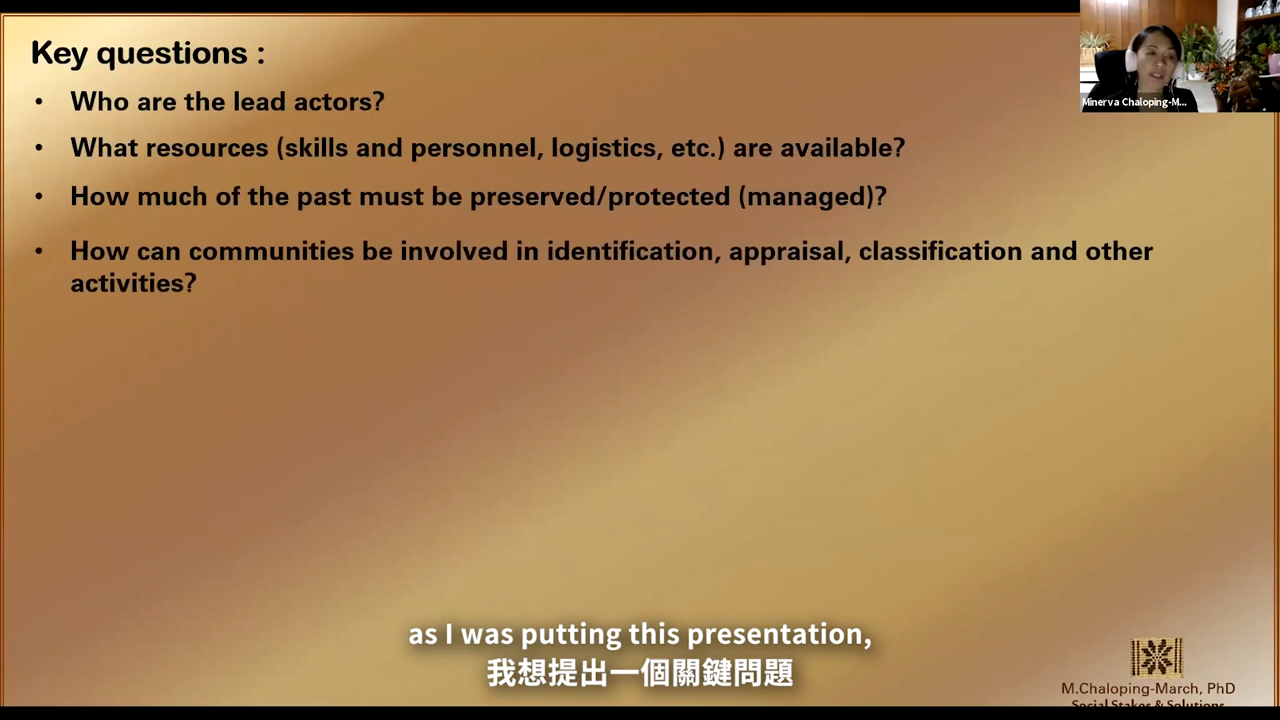 Key questions :
• Who are the lead actors?
• What resources (skills and personnel, logistics, etc.) are available?
• How much of the past must be preserved/protected (managed)?
• How can communities be involved in identification, appraisal, classification and other
activities?
Minerva Chaloping-M...
as I was putting this presentation,
我想提出一個關鍵問題
M.Chaloping-March, PhD
Social Stakes & Solutions